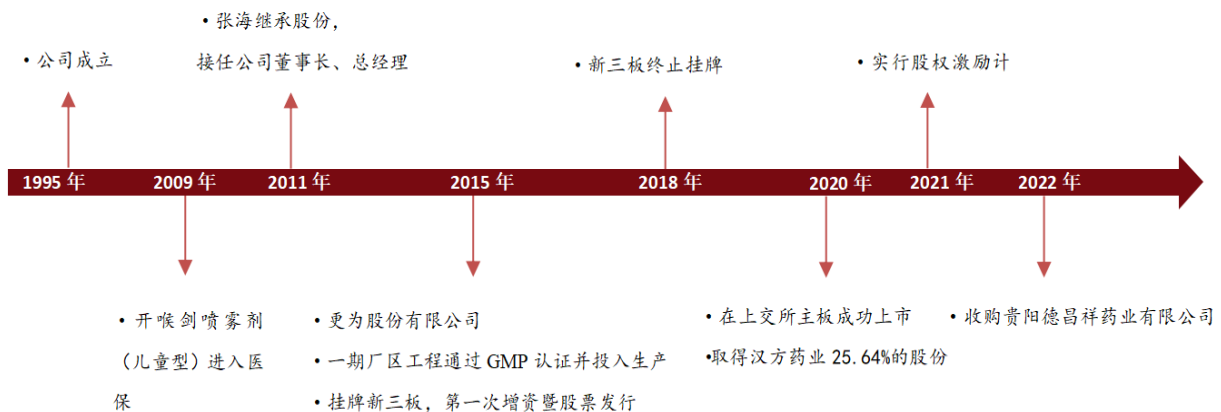 • 张海继承股份，
• 公司成立
接任公司董事长、总经理
• 新三板终止挂牌
• 实行股权激励计
1995 年
2009 年
2011 年
2015 年
2018 年
2020 年
2021 年
2022 年
• 开喉剑喷雾剂
（儿童型）进入医
保
• 更为股份有限公司
• 一期厂区工程通过 GMP 认证并投入生产
• 挂牌新三板，第一次增资暨股票发行
• 在上交所主板成功上市
•取得汉方药业 25.64%的股份
• 收购贵阳德昌祥药业有限公司